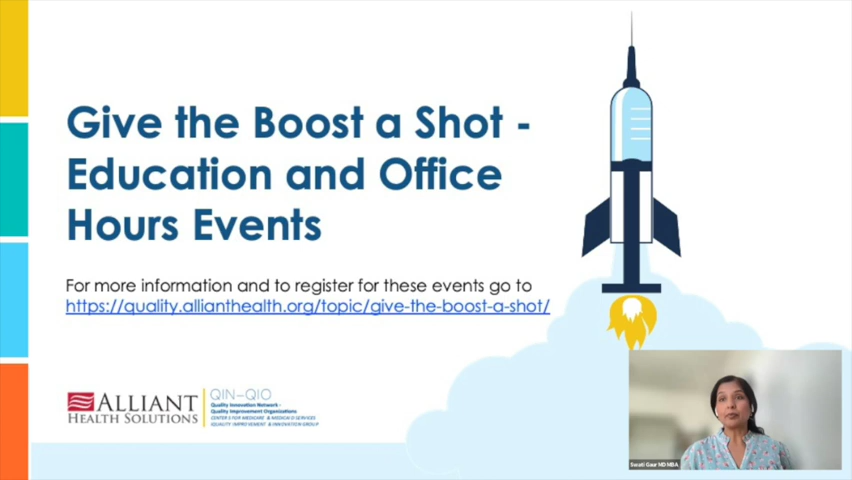 Give the Boost a Shot -
Education and Office
Hours Events
For more information and to register for these events go to
https://quality.allianthealth.org/topic/give-the-boost-a-shot/
ALLIANT
HEALTH SOLUTIONS
QIN–QIO
Quality Innovation Network -
Quality Improvement Organizations
CENTERS FOR MEDICARE & MEDICAID SERVICES
IQUALITY IMPROVEMENT & INNOVATION GROUP
Swati Gaur MD MBA